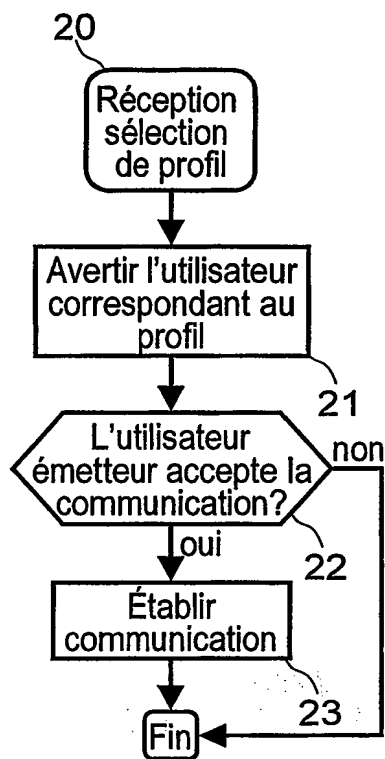 20
Réception
sélection
de profil
Avertir l'utilisateur
correspondant au
profil
21
L'utilisateur
émetteur accepte la
communication?
non
oui
22
Établir
communication
23
Fin